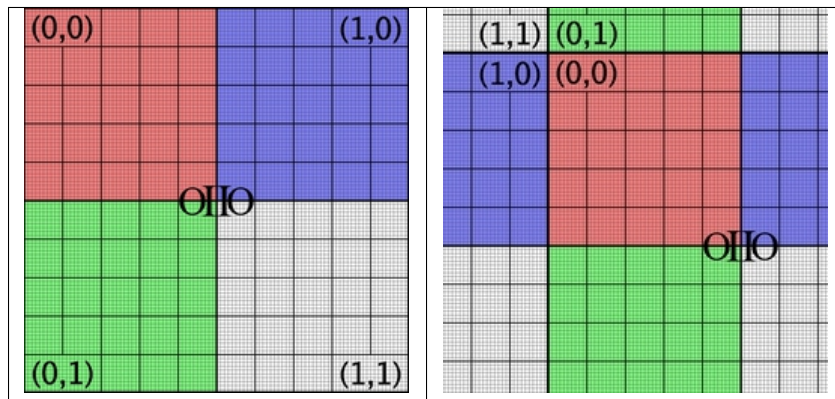 (0,0) (1,0)
OHO
(0,1) (1,1)
(1,1) (0,1)
(1,0) (0,0)
OHO